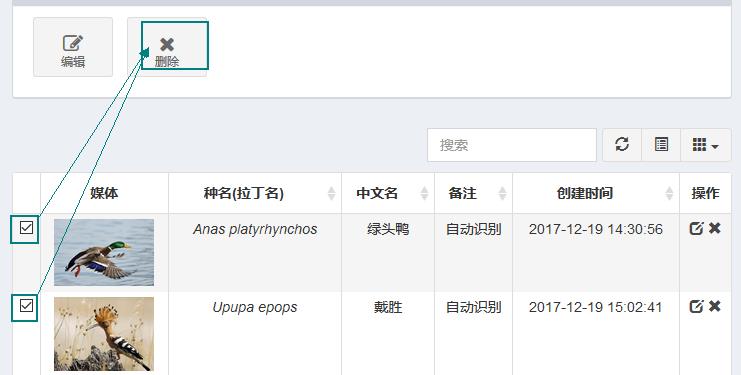 编辑
删除
搜索
媒体 种名(拉丁名) 中文名 备注 创建时间 操作
Anas platyrhynchos 绿头鸭 自动识别 2017-12-19 14:30:56
Upupa epops 戴胜 自动识别 2017-12-19 15:02:41